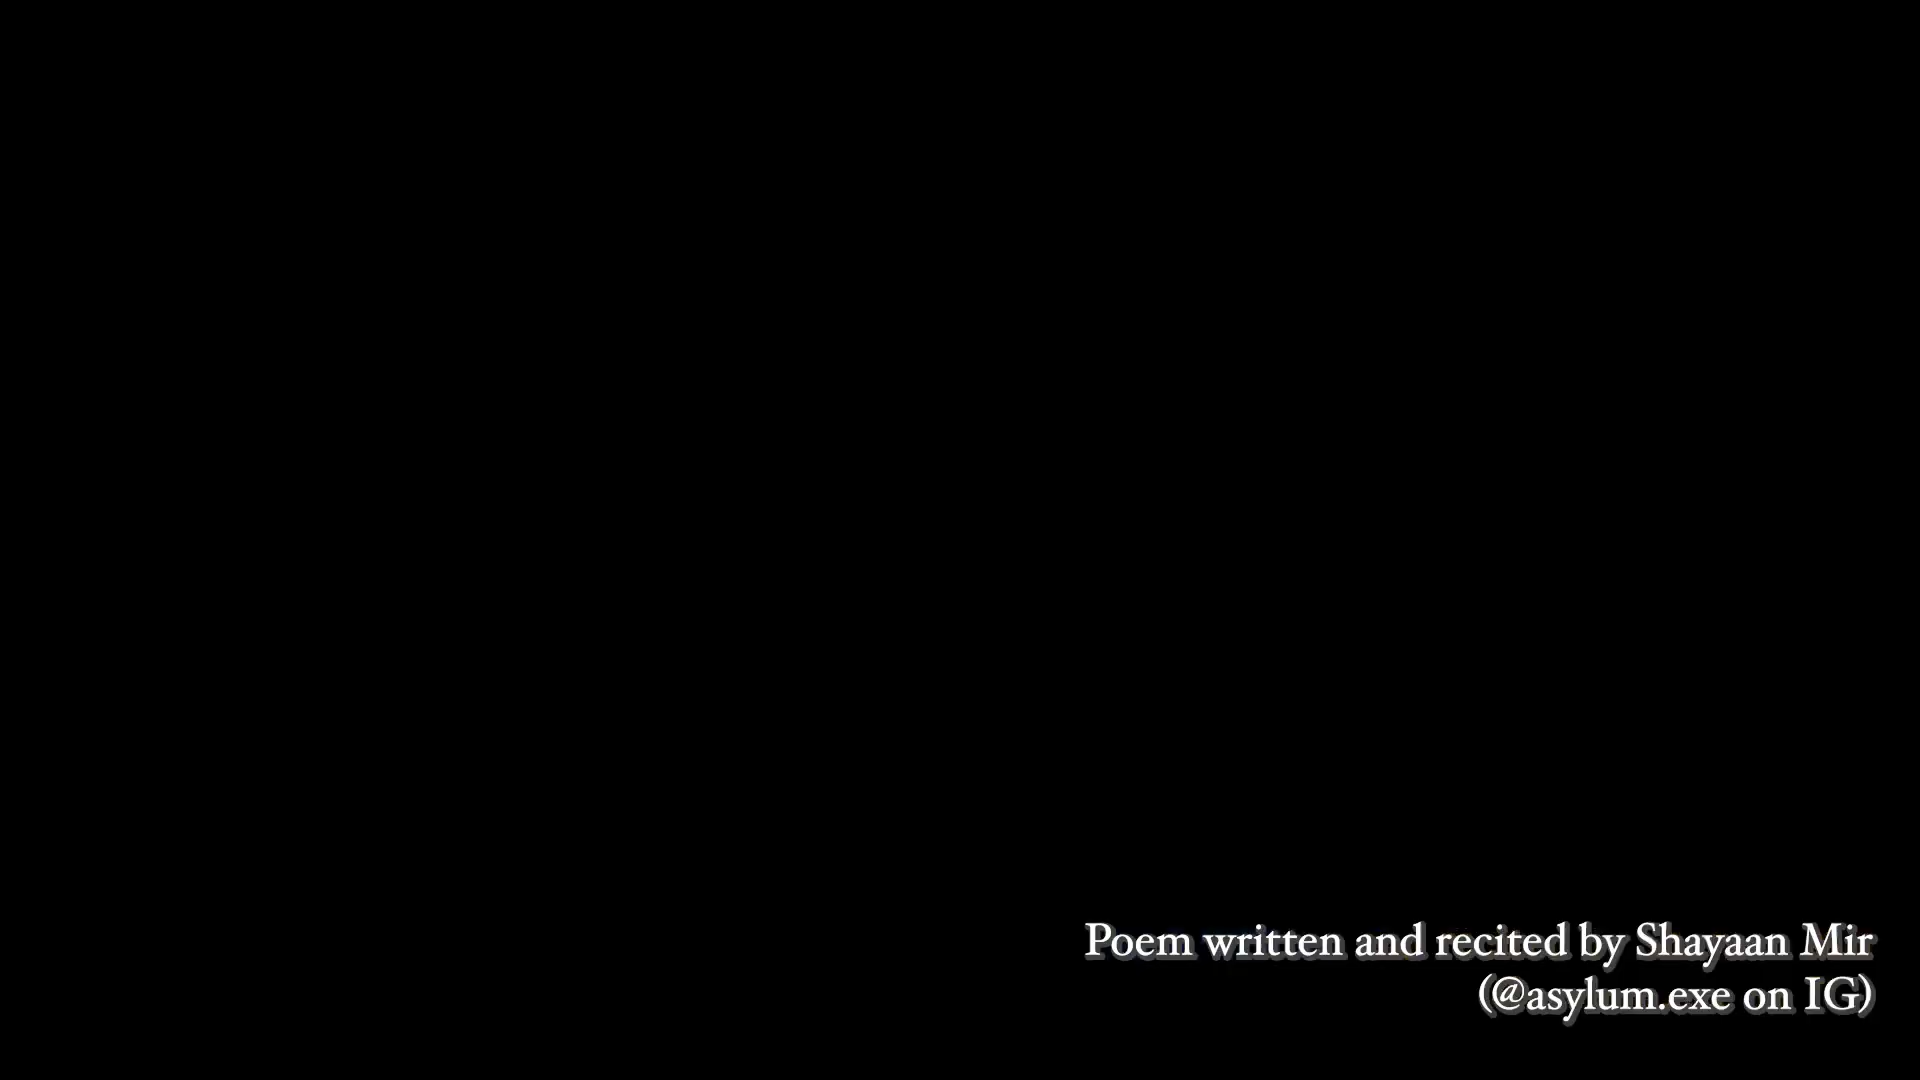 Poem written and recited by Shayaan Mir
(@asylum.exe on IG)